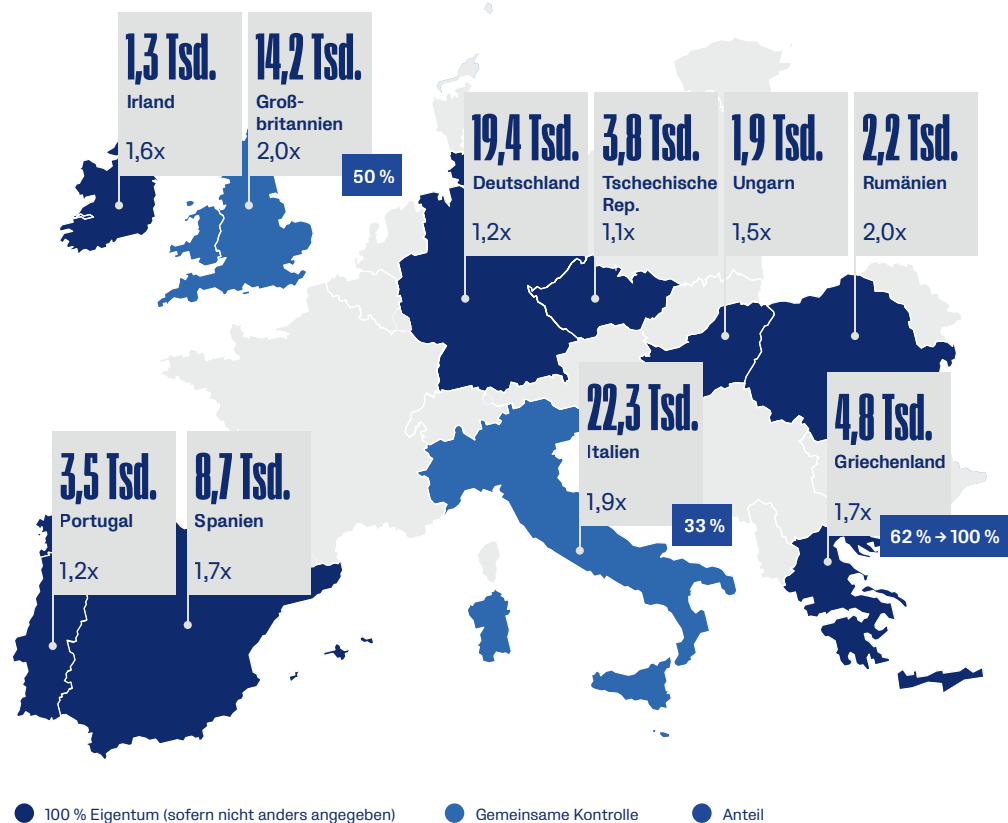 1,3 Tsd.
Irland
1,6x
14,2 Tsd.
Groß-
britannien
2,0x
50 %
19,4 Tsd.
Deutschland
1,2x
3,8 Tsd.
Tschechische
Rep.
1,1x
1,9 Tsd.
Ungarn
1,5x
2,2 Tsd.
Rumänien
2,0x
22,3 Tsd.
Italien
1,9x
33 %
4,8 Tsd.
Griechenland
1,7x
62 % → 100 %
3,5 Tsd.
Portugal
1,2x
8,7 Tsd.
Spanien
1,7x
100 % Eigentum (sofern nicht anders angegeben)
Gemeinsame Kontrolle
Anteil